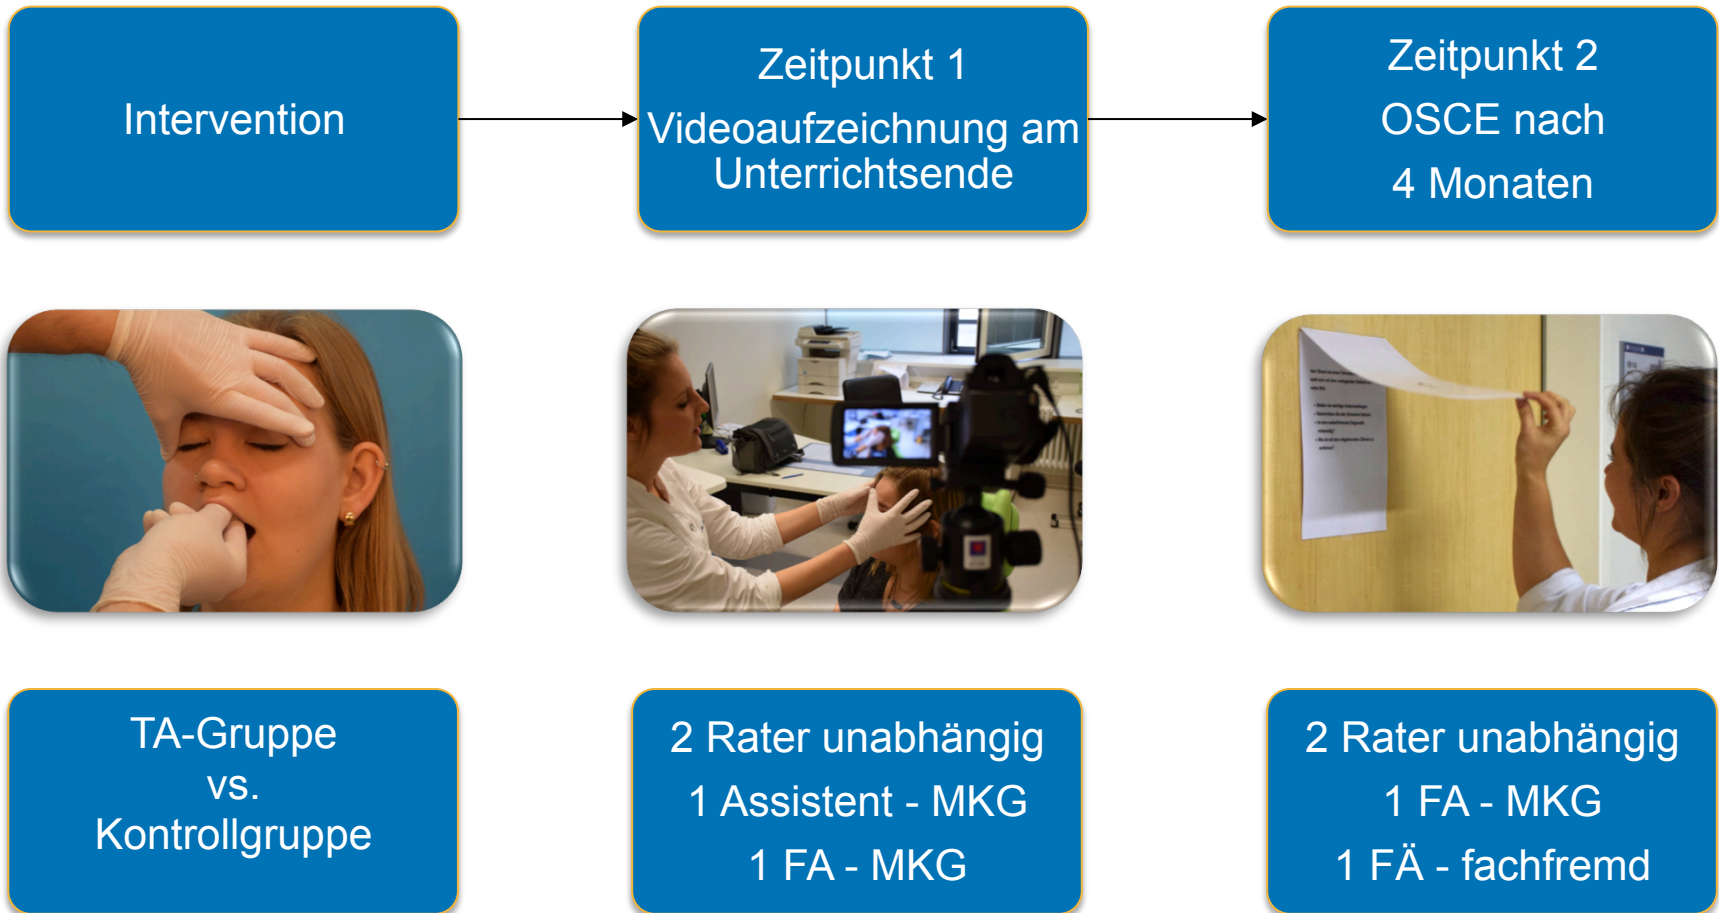 Intervention
Zeitpunkt 1
Videoaufzeichnung am
Unterrichtsende
Zeitpunkt 2
OSCE nach
4 Monaten
TA-Gruppe
vs.
Kontrollgruppe
2 Rater unabhängig
1 Assistent - MKG
1 FA - MKG
2 Rater unabhängig
1 FA - MKG
1 FÄ - fachfremd